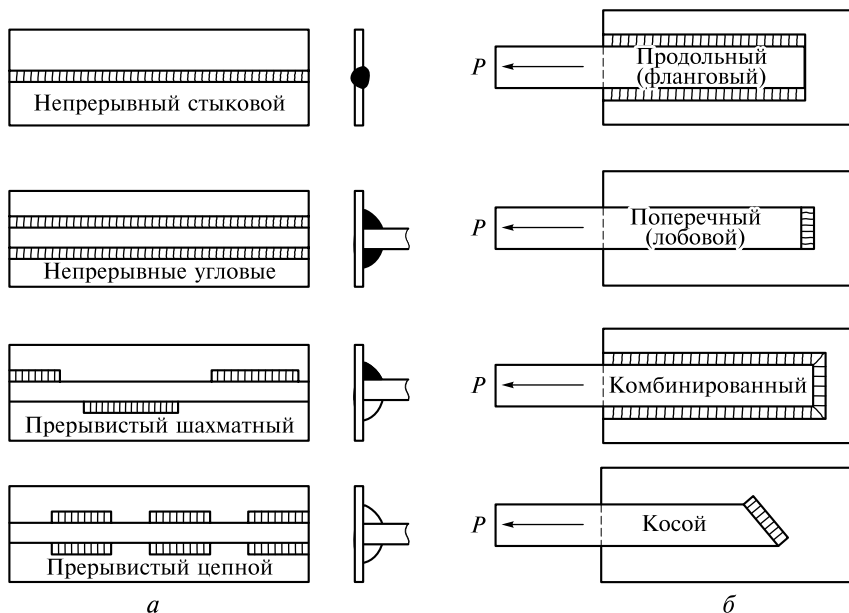 Непрерывный стыковой
P
Продольный
(фланговый)
Непрерывные угловые
P
Поперечный
(лобовой)
Прерывистый шахматный
P
Комбинированный
Прерывистый цепной
P
Косой
а
б